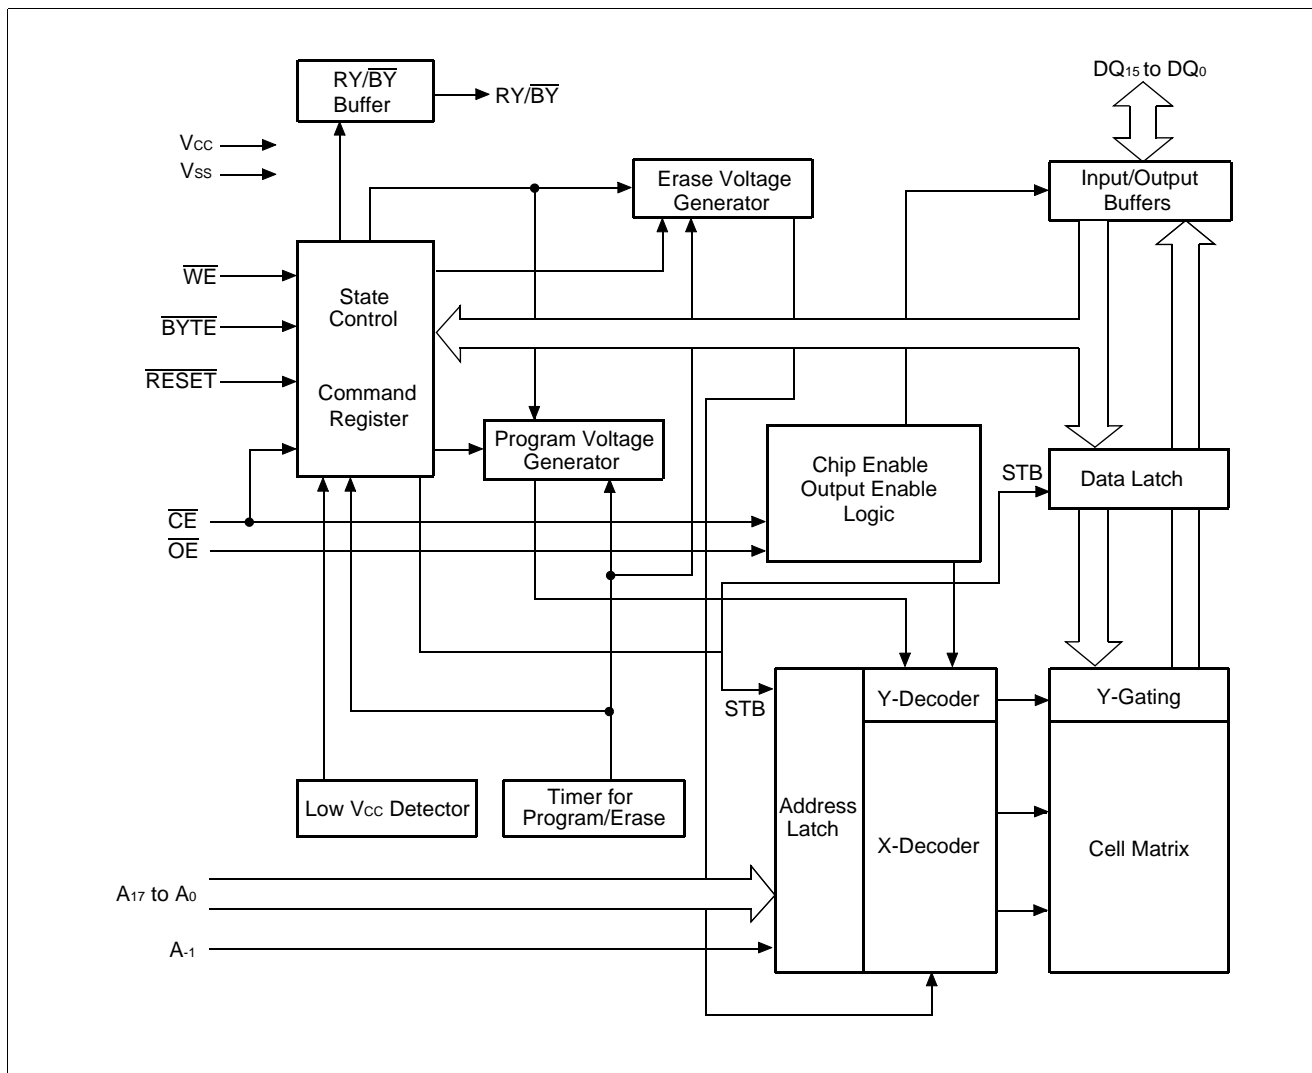 RY/BY
Buffer
RY/BY
DQ15 to DQ0
VCC
VSS
Erase Voltage
Generator
Input/Output
Buffers
WE
State
Control
BYTE
RESET
Command
Register
Program Voltage
Generator
Chip Enable
Output Enable
Logic
STB
Data Latch
CE
OE
STB
Y-Decoder
Y-Gating
Low VCC Detector
Timer for
Program/Erase
Address
Latch
X-Decoder
Cell Matrix
A17 to A0
A-1